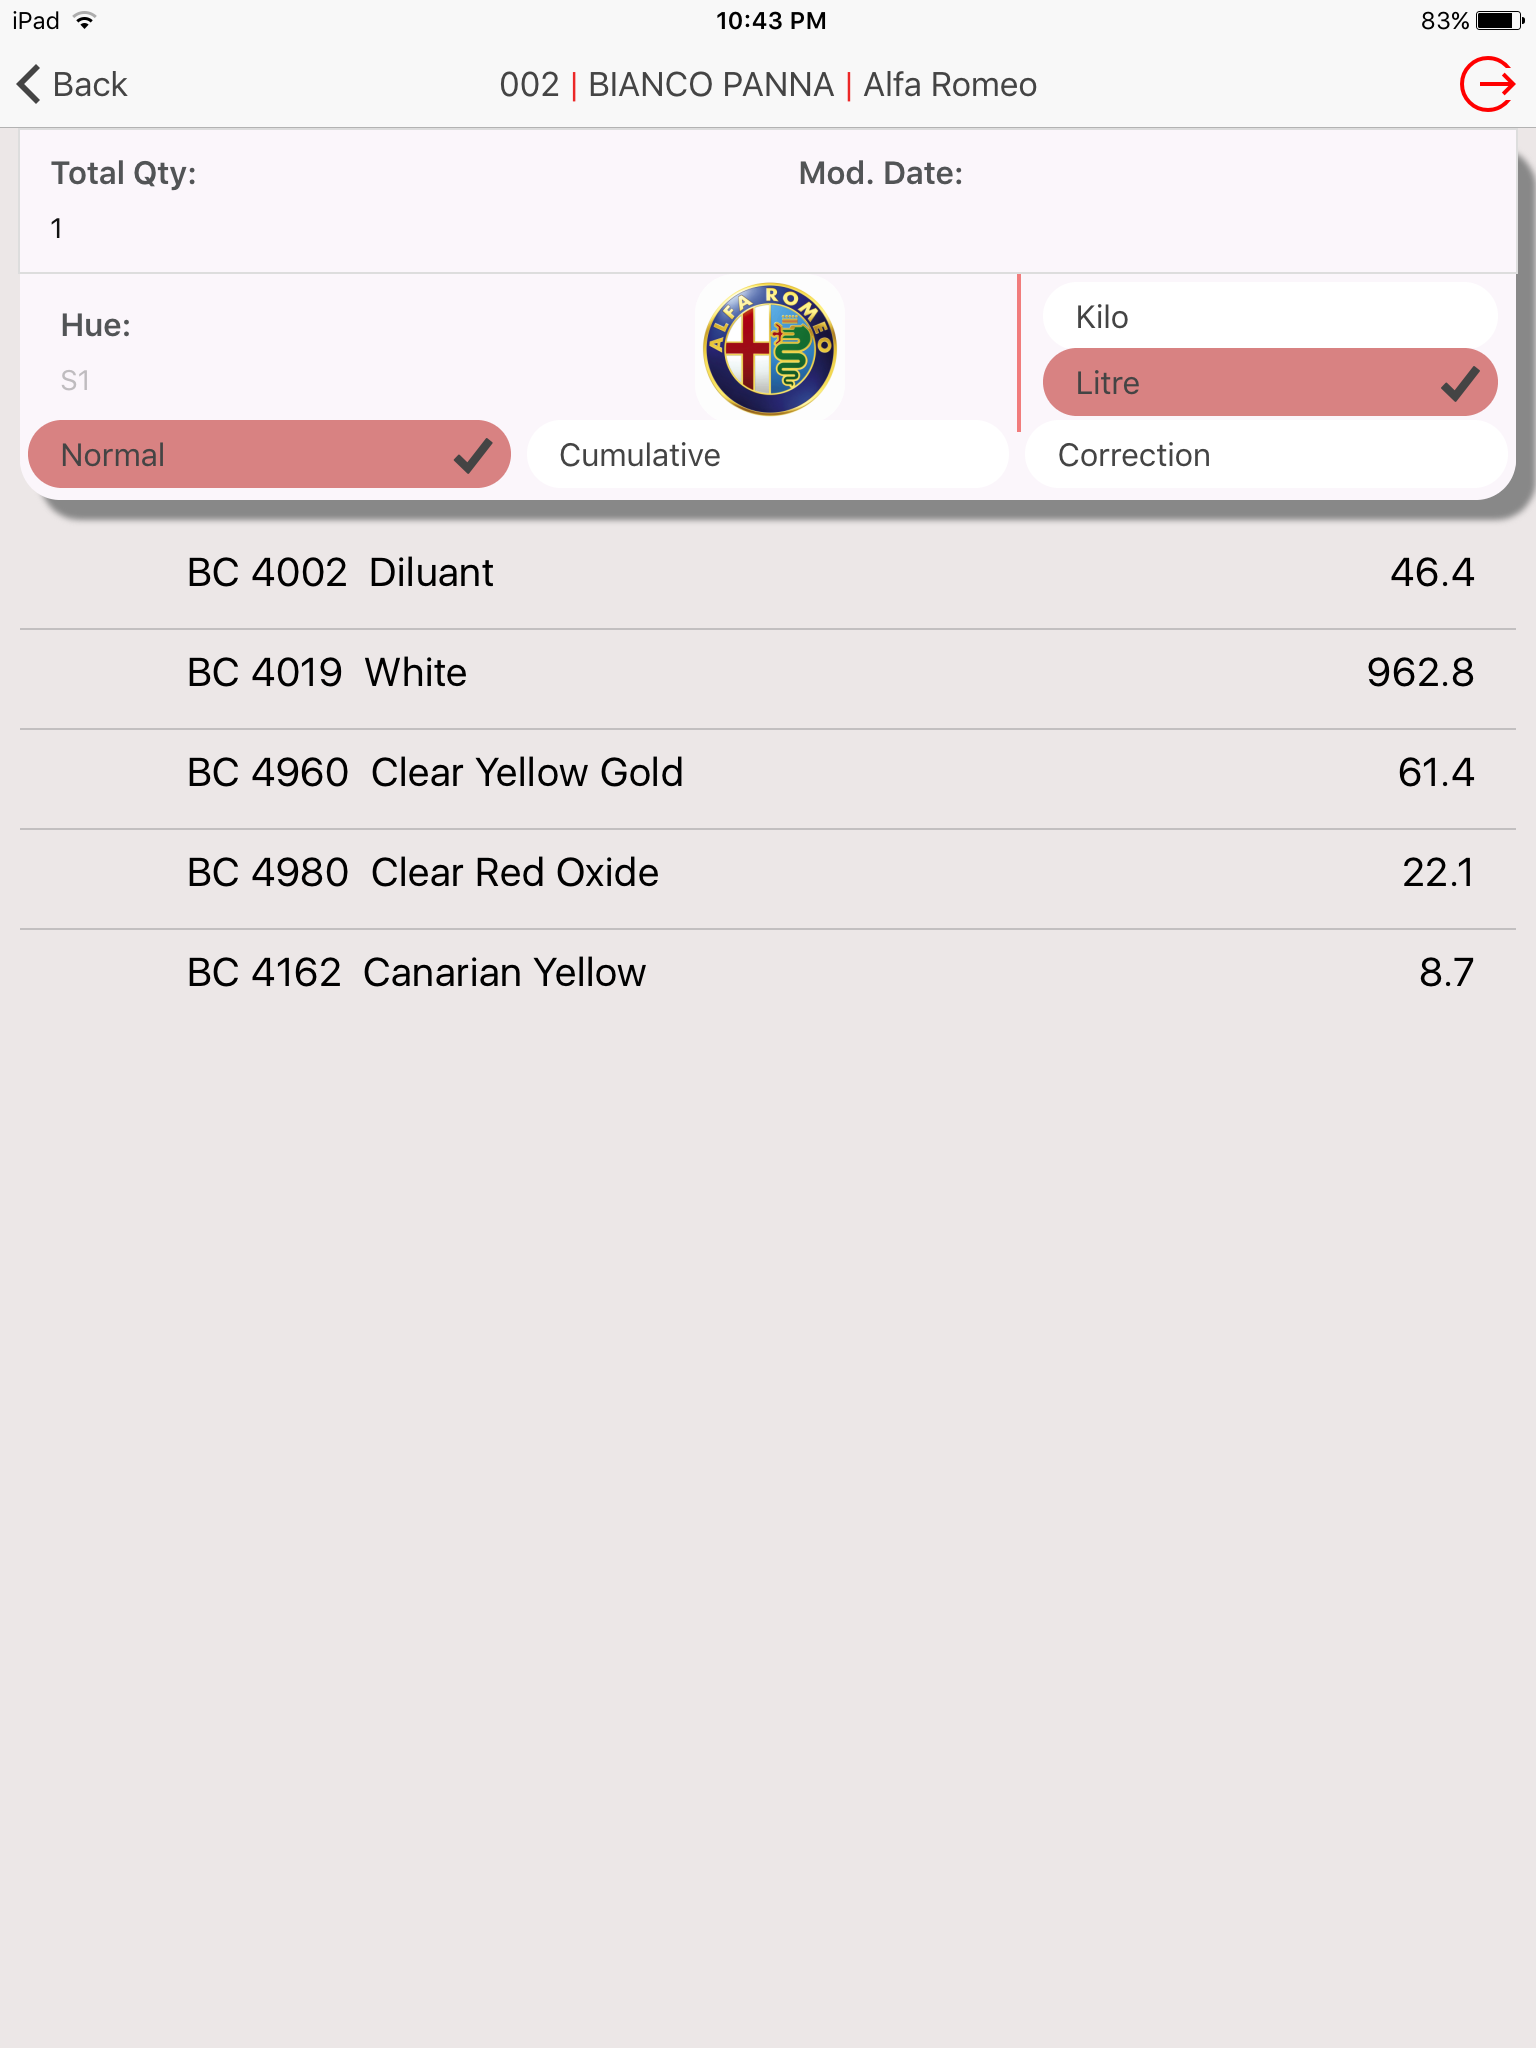 iPad 10:43 PM 83%
Back 002 | BIANCO PANNA | Alfa Romeo
Total Qty: Mod. Date:
1
Hue:
S1
ALFA ROMEO
Kilo
Litre
Normal Cumulative Correction
BC 4002 Diluant 46.4
BC 4019 White 962.8
BC 4960 Clear Yellow Gold 61.4
BC 4980 Clear Red Oxide 22.1
BC 4162 Canarian Yellow 8.7